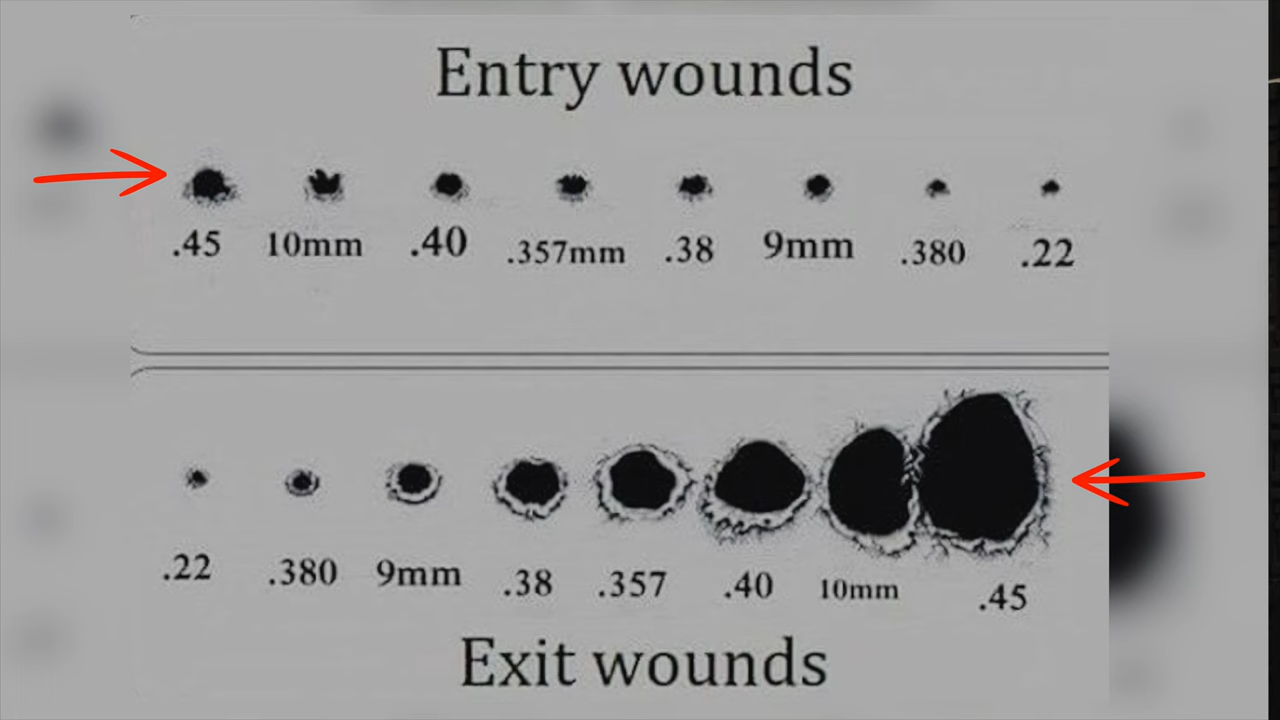 Entry wounds
.45 10mm .40 .357mm .38 9mm .380 .22
.22 .380 9mm .38 .357 .40 10mm .45
Exit wounds